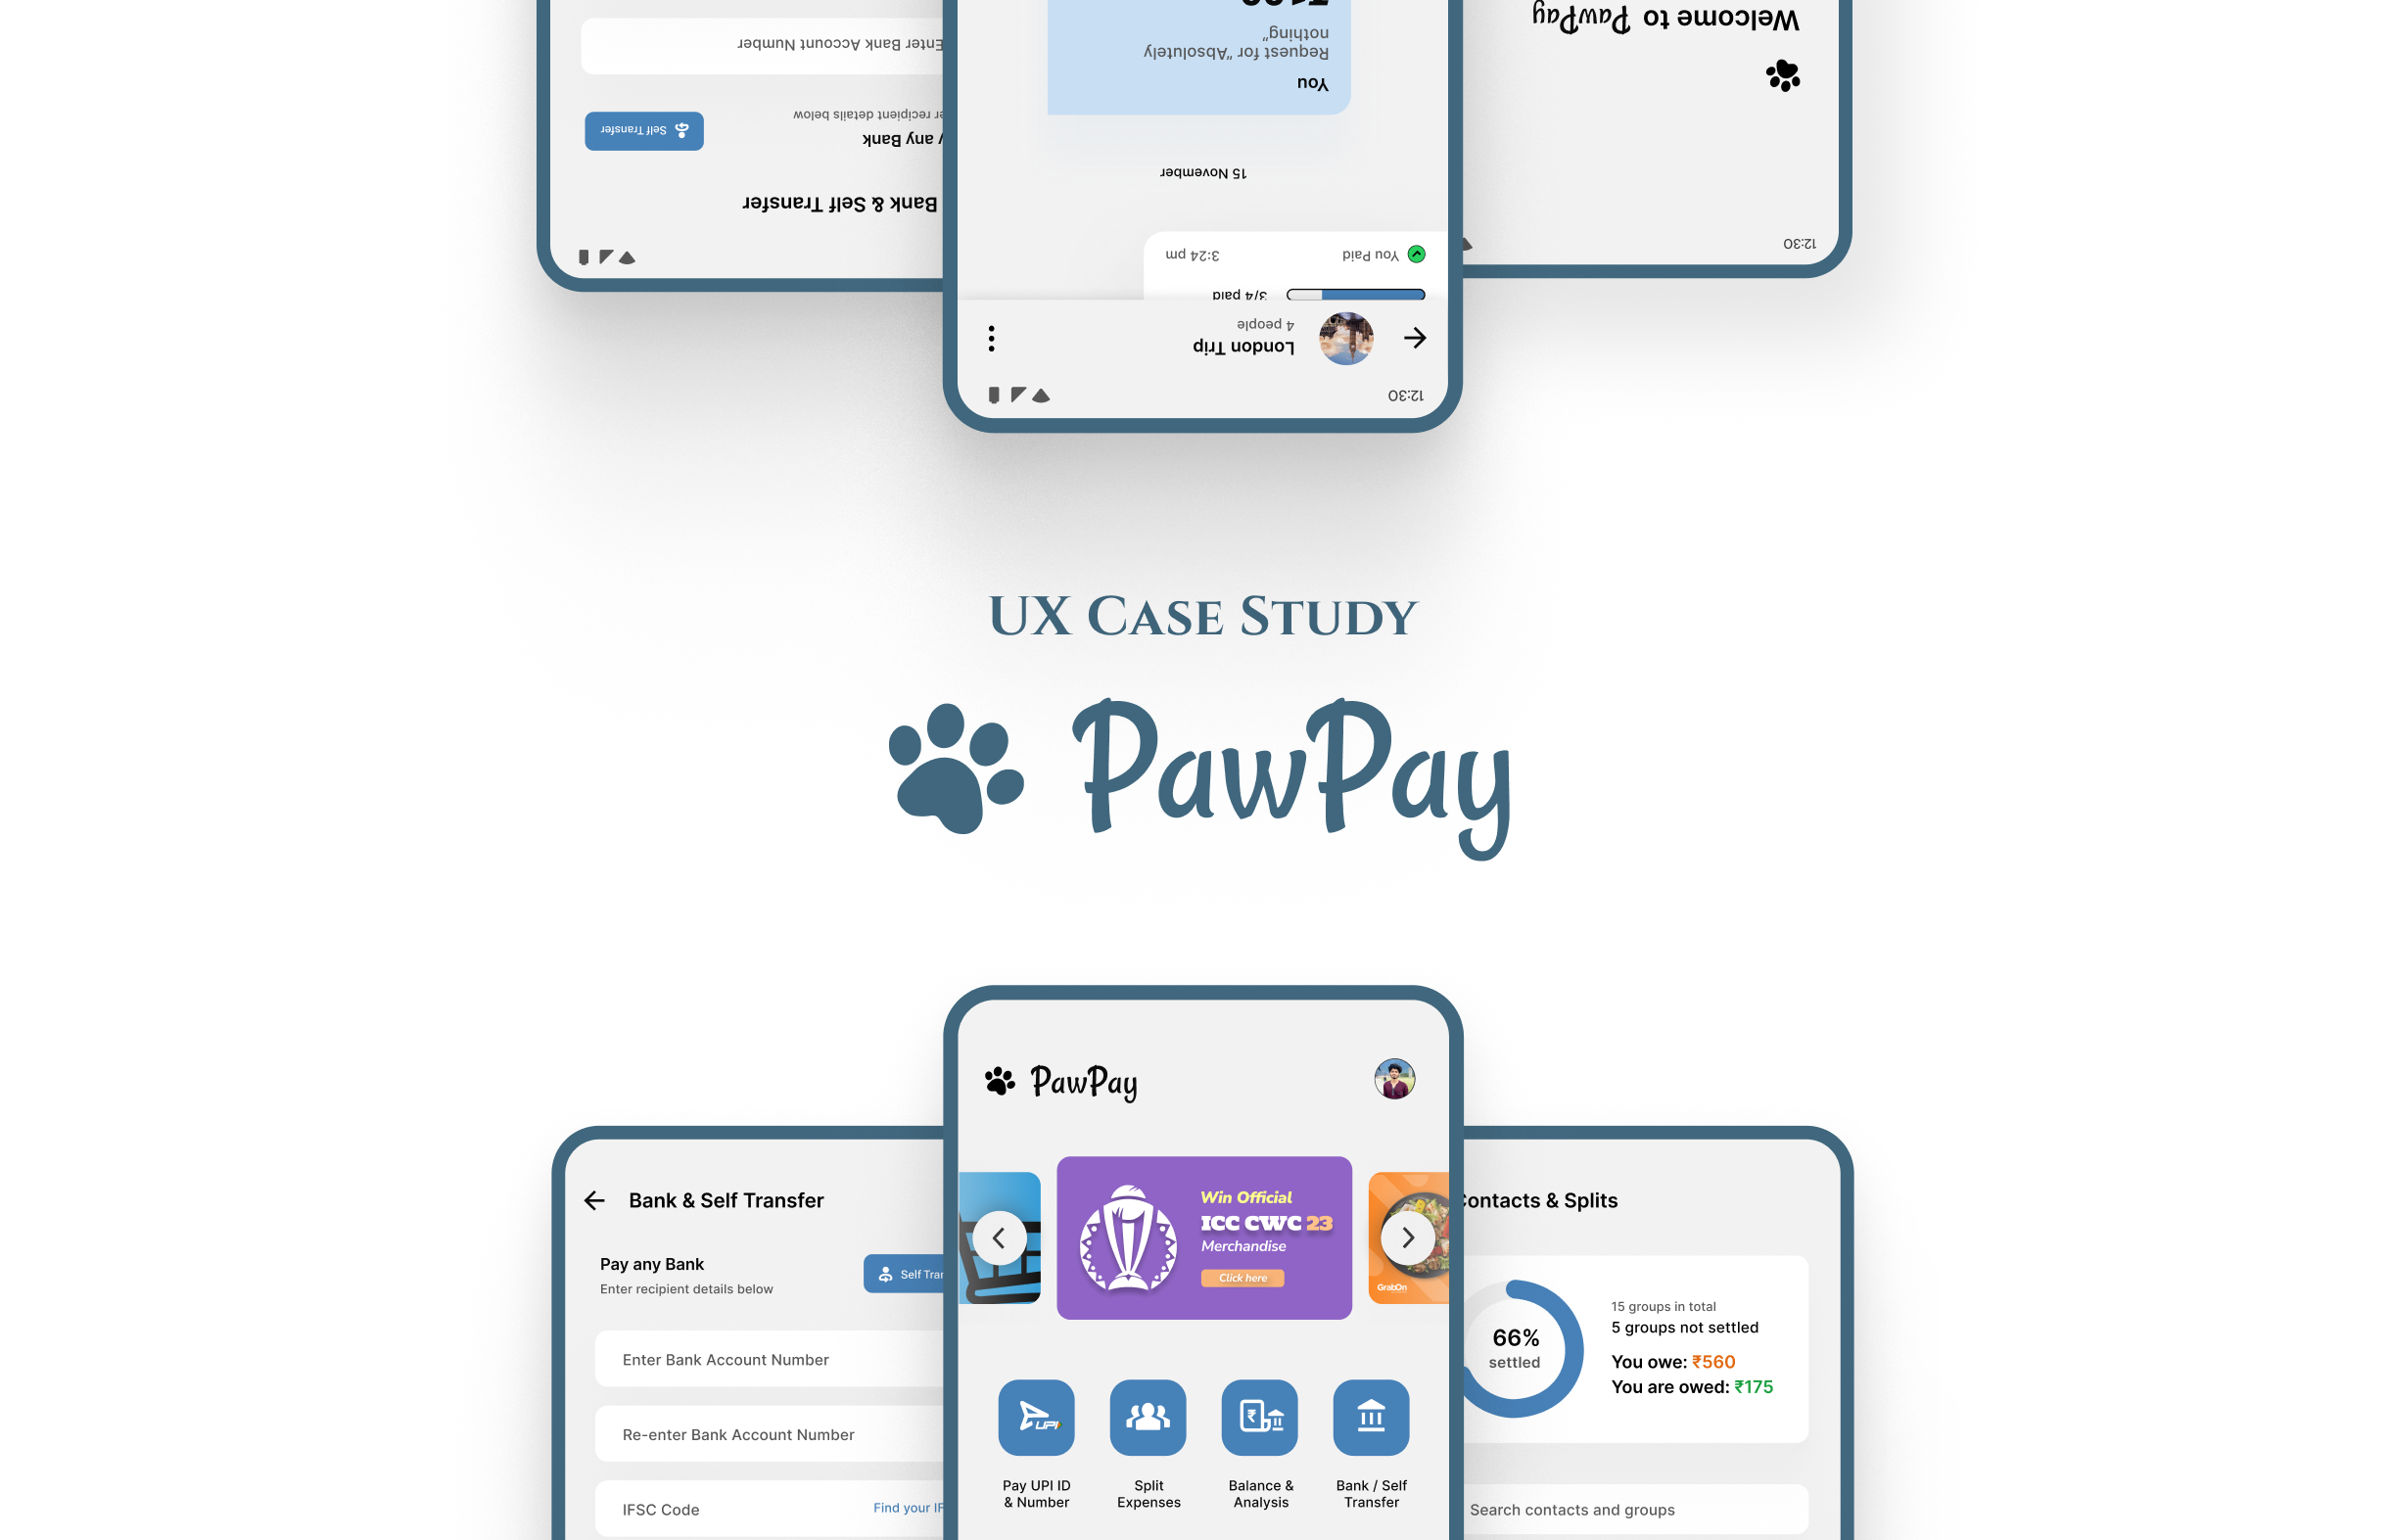 Enter Bank Account Number
Self Transfer
recipient details below
any Bank
Bank & Self Transfer
nothing"
Request for "Absolutely
You
15 November
3:24 pm
You Paid
3/4 paid
4 people
London Trip
12:30
Welcome to PawPay
12:30
UX CASE STUDY
PawPay
PawPay
Bank & Self Transfer
Pay any Bank
Enter recipient details below
Self
Enter Bank Account Number
Re-enter Bank Account Number
IFSC Code
Find your
Win Official
ICC CWC 23
Merchandise
Click here
GrabOn
UPI
₹
Pay UPI ID
& Number
Split
Expenses
Balance &
Analysis
Bank / Self
Transfer
Contacts & Splits
66%
settled
15 groups in total
5 groups not settled
You owe: ₹560
You are owed: ₹175
Search contacts and groups